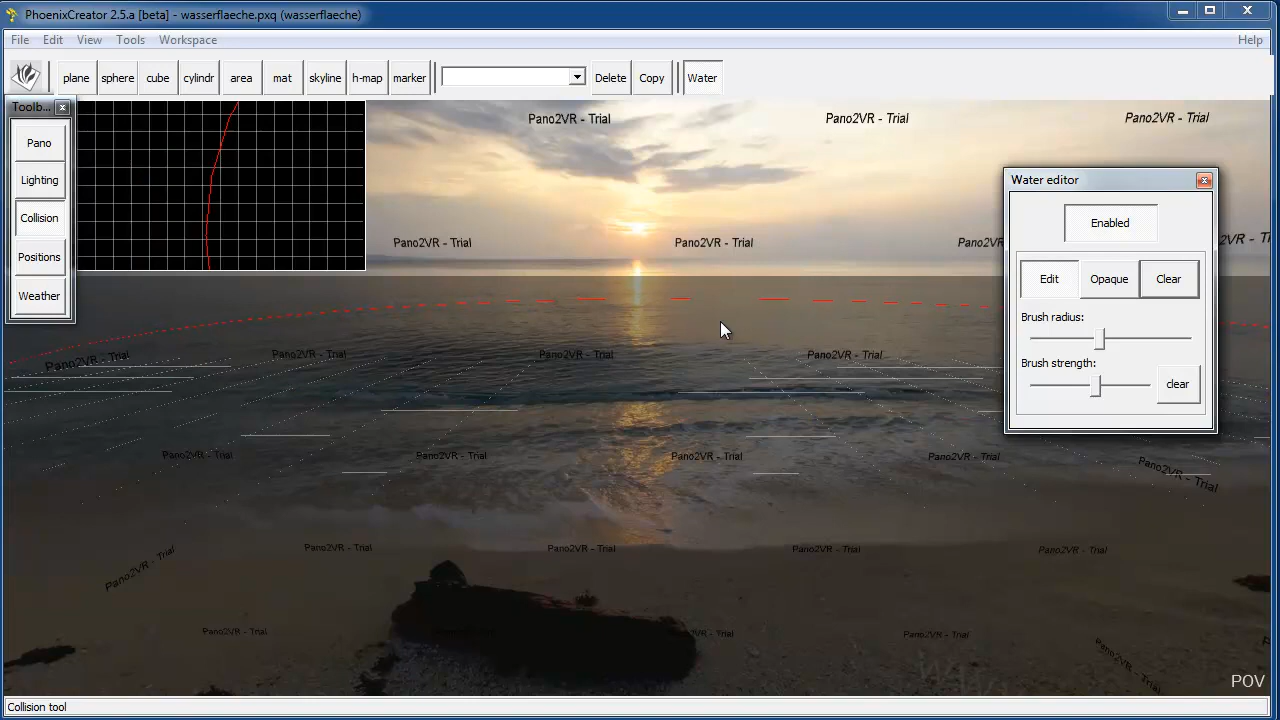 PhoenixCreator 2.5.a [beta] - wasserflaeche.pxq (wasserflaeche)
File Edit View Tools Workspace Help
plane sphere cube cylindr area mat skyline h-map marker Delete Copy Water
Toolb...
Pano
Lighting
Collision
Positions
Weather
Pano2VR - Trial Pano2VR - Trial Pano2VR - Trial
Water editor
Enabled
Edit Opaque Clear
Brush radius:
Brush strength:
clear
Pano2VR - Trial Pano2VR - Trial Pano2VR
Pano2VR - Trial Pano2VR - Trial Pano2VR - Trial Pano2VR - Trial
Pano2VR - Trial Pano2VR - Trial Pano2VR - Trial Pano2VR - Trial Pano2VR - Trial
Pano2VR - Trial Pano2VR - Trial Pano2VR - Trial Pano2VR - Trial Pano2VR - Trial
Pano2VR - Trial Pano2VR - Trial Pano2VR - Trial
POV
Collision tool